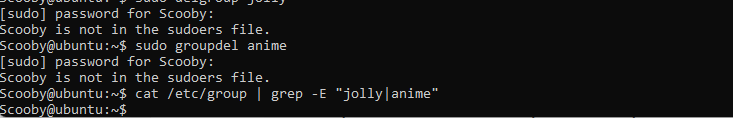 Scooby@ubuntu:~$ sudo delgroup jolly
[sudo] password for Scooby:
Scooby is not in the sudoers file.
Scooby@ubuntu:~$ sudo groupdel anime
[sudo] password for Scooby:
Scooby is not in the sudoers file.
Scooby@ubuntu:~$ cat /etc/group | grep -E "jolly|anime"
Scooby@ubuntu:~$